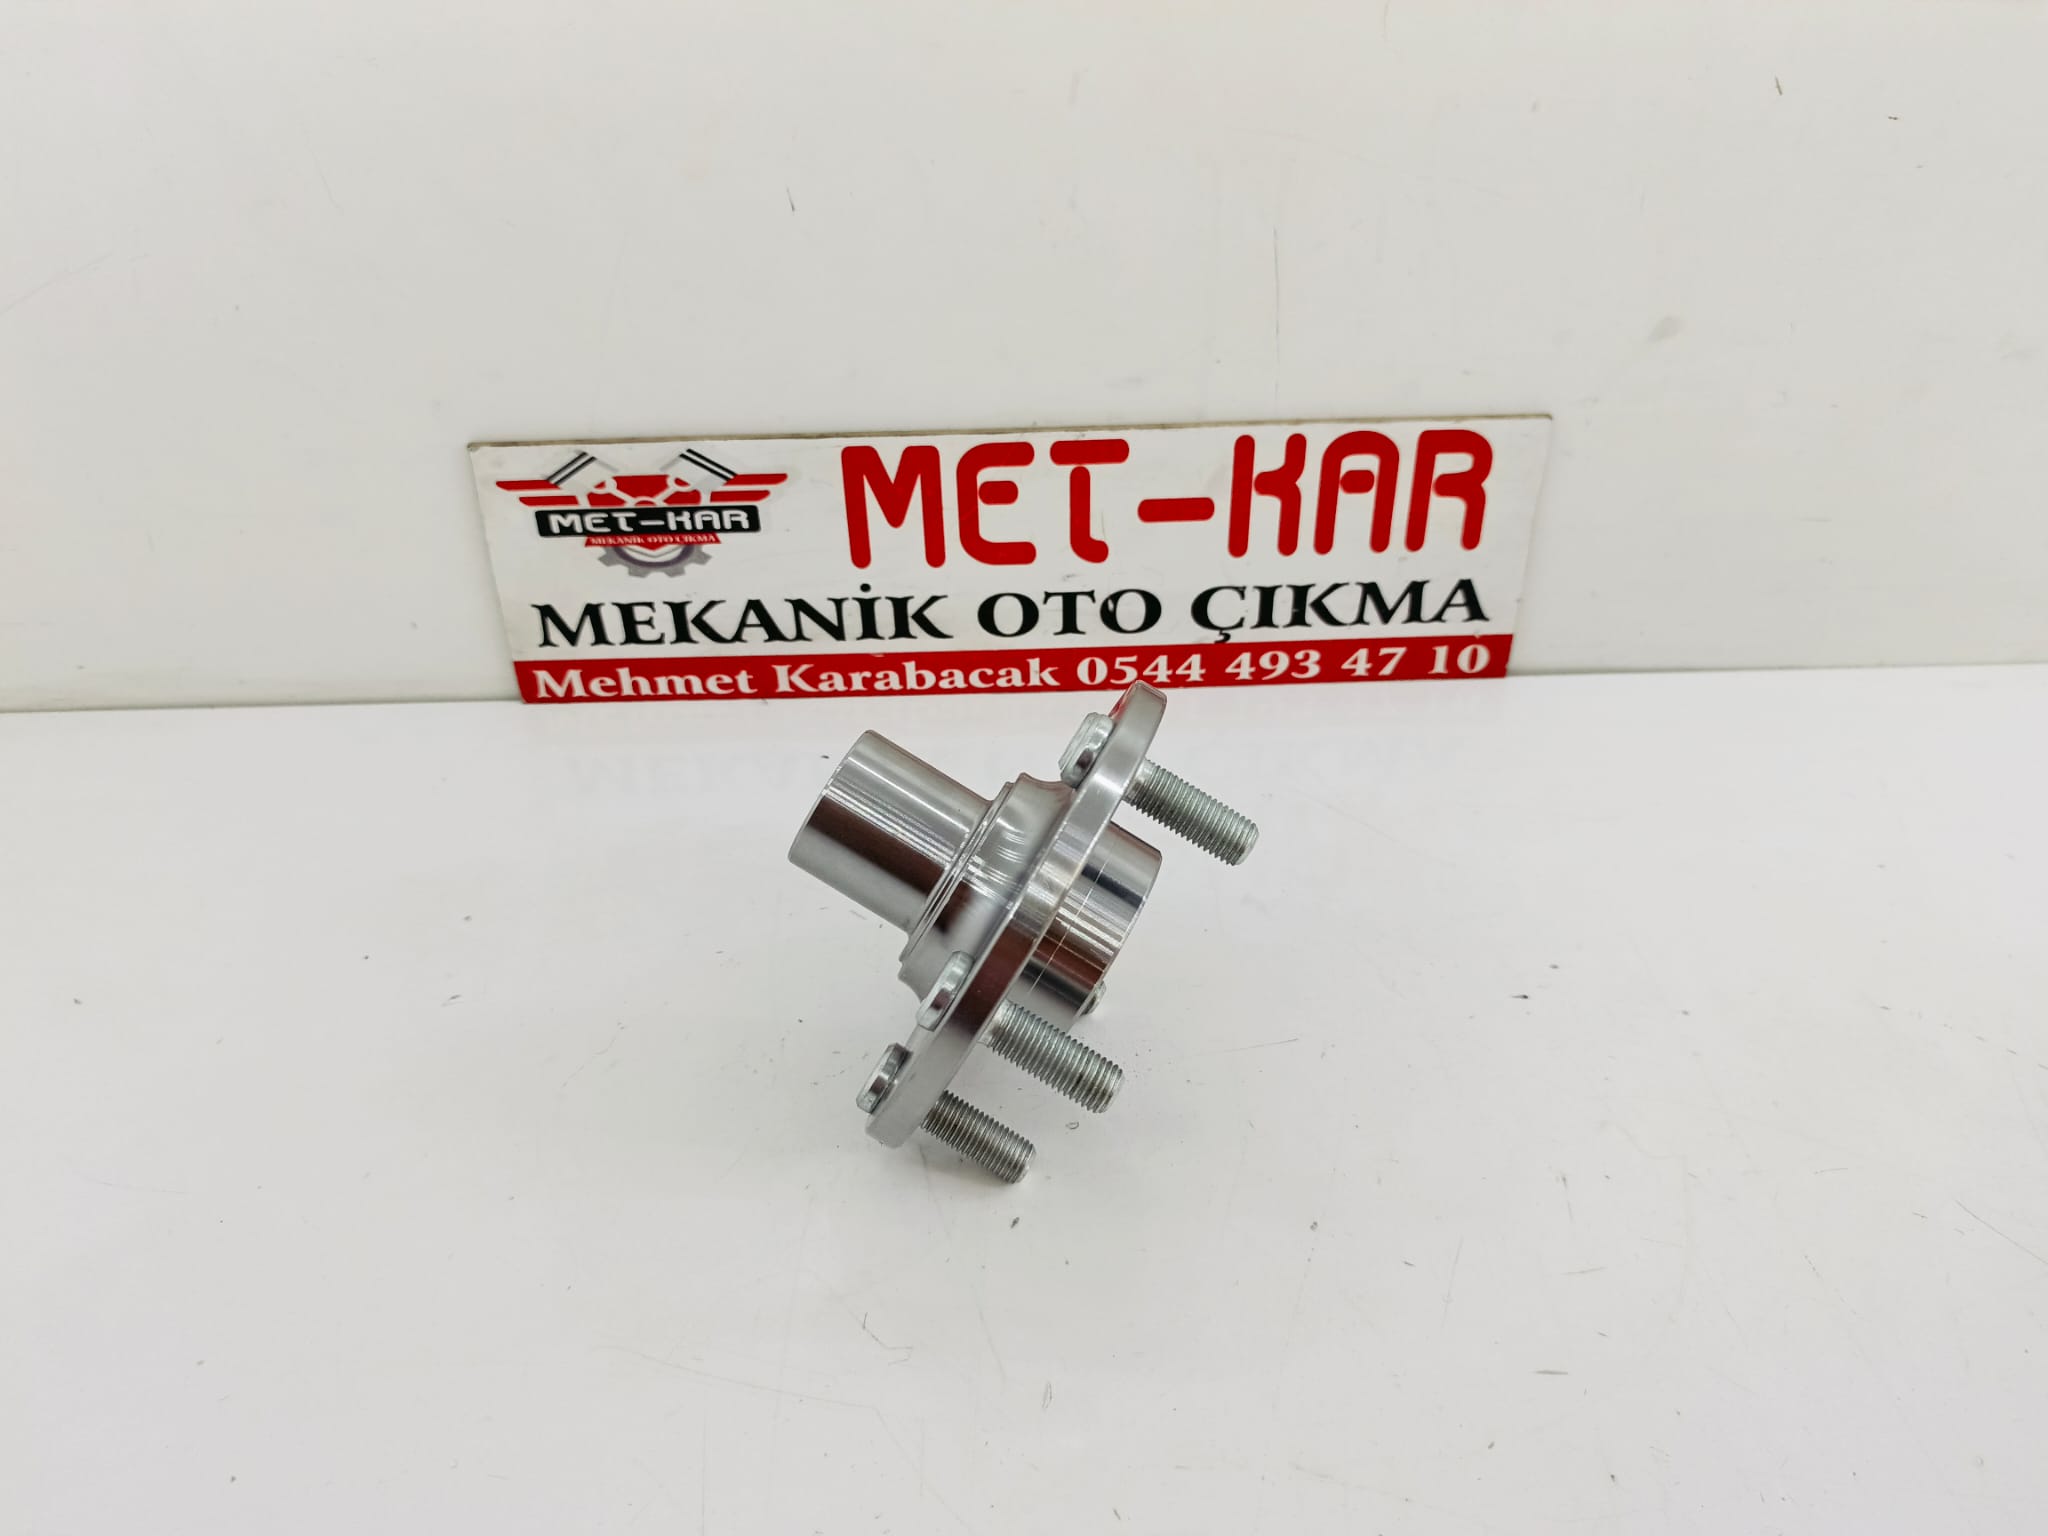 MET-KAR
MEKANİK OTO ÇIKMA
MET-KAR
MEKANİK OTO ÇIKMA
Mehmet Karabacak 0544 493 47 10